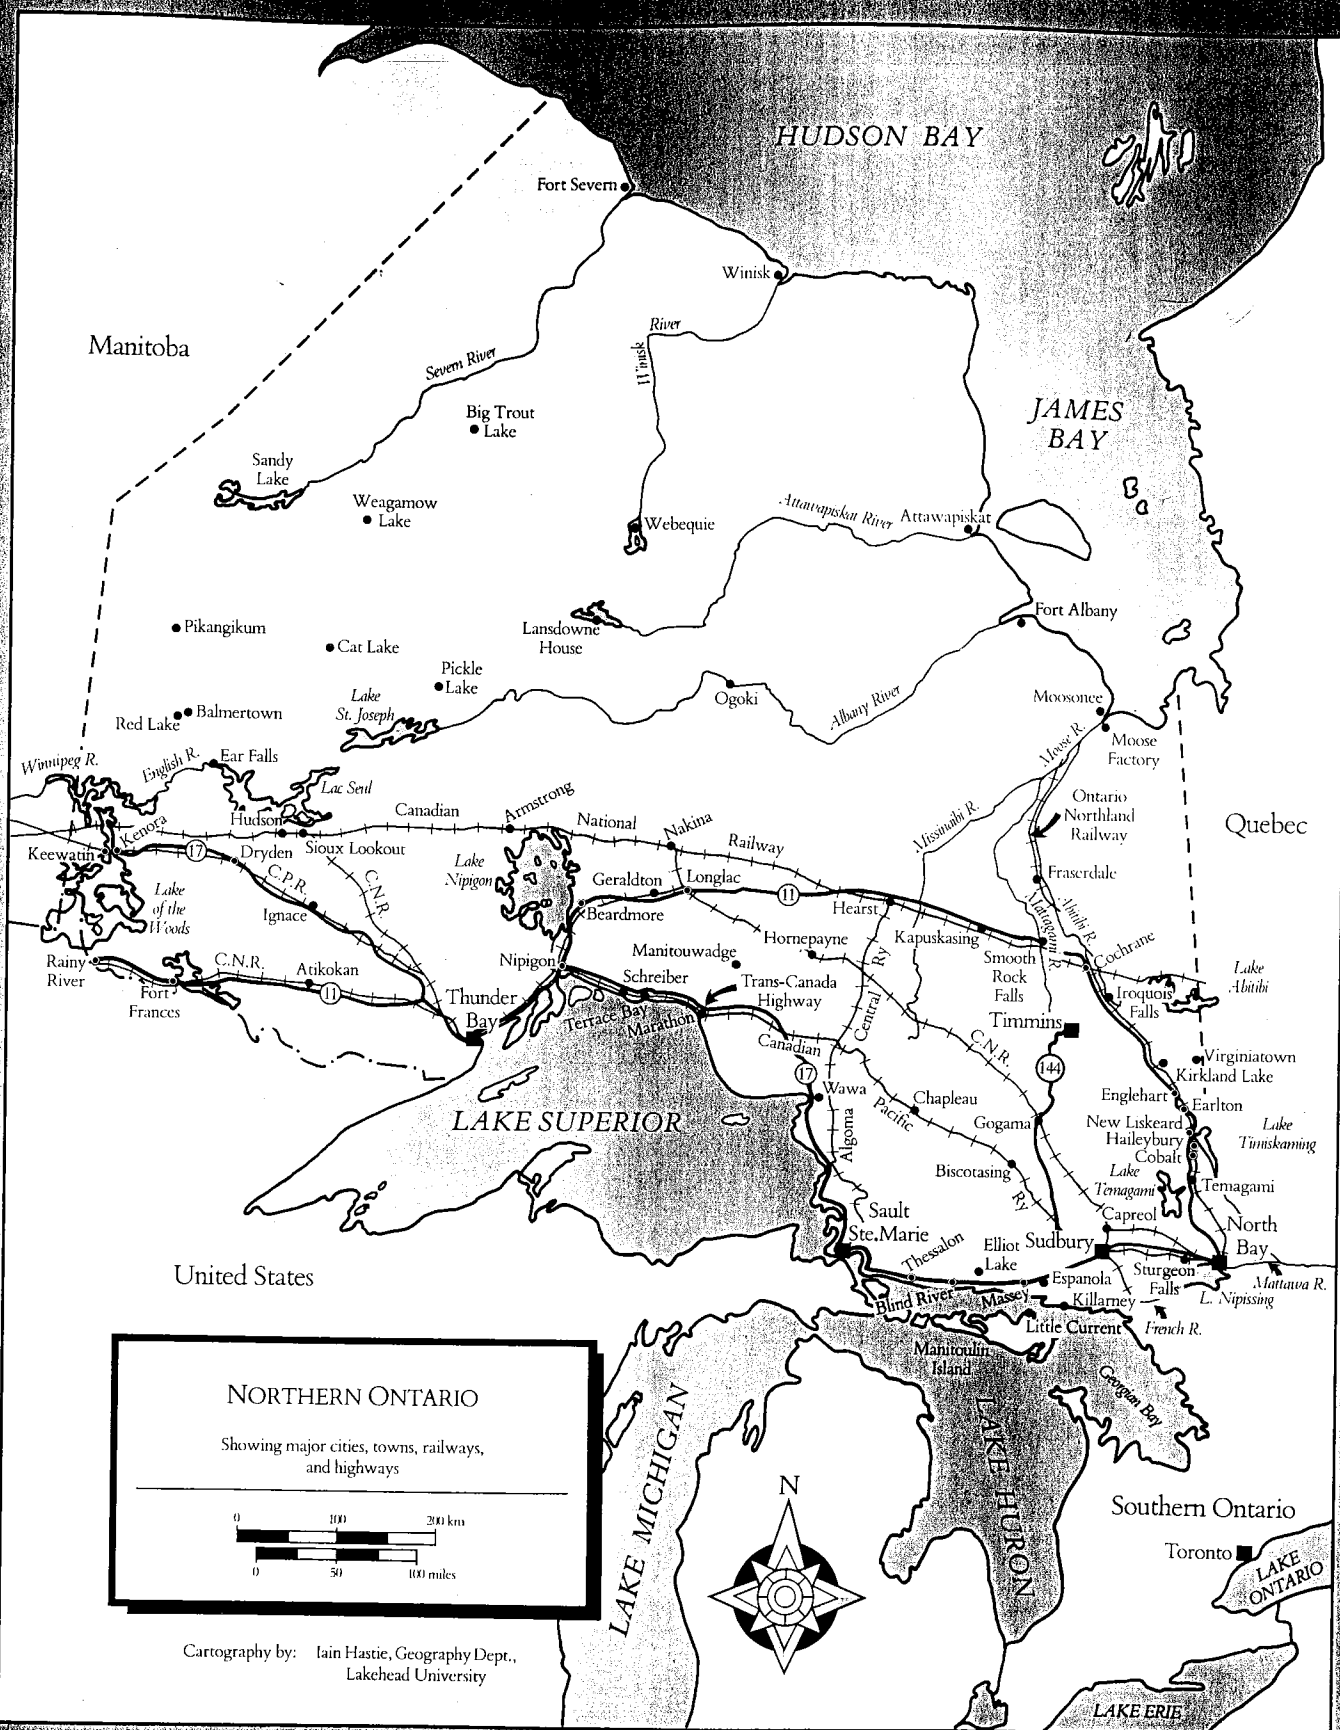 HUDSON BAY
Fort Severn
Winisk
River
Winisk
Manitoba
Severn River
JAMES
BAY
Big Trout
Lake
Sandy
Lake
Weagamow
Lake
Attawapiskat River
Attawapiskat
Webequie
Fort Albany
Pikangikum
Lansdowne
House
Cat Lake
Pickle
Lake
Lake
St. Joseph
Ogoki
Albany River
Moosonee
Red Lake
Balmertown
Moose R.
Moose
Factory
Winnipeg R.
English R.
Ear Falls
Lac Seul
Ontario
Northland
Railway
Quebec
Canadian
Armstrong
National
Nakina
Railway
Missinaibi R.
Kenora
Hudson
Keewatin
17
Dryden
Sioux Lookout
Lake
Nipigon
Geraldton
Longlac
11
Fraserdale
C.P.R.
C.N.R.
Lake
of the
Woods
Ignace
Beardmore
Hearst
Mattagami R.
Abitibi R.
Hornepayne
Kapuskasing
Cochrane
Rainy
River
C.N.R.
Atikokan
Nipigon
Manitouwadge
Ry
Smooth
Rock
Falls
Lake
Abitibi
Fort
Frances
11
Thunder
Bay
Schreiber
Terrace Bay
Marathon
Trans-Canada
Highway
Central
Iroquois
Falls
Timmins
Canadian
C.N.R.
144
Virginiatown
Kirkland Lake
17
Wawa
Chapleau
Englehart
Earlton
LAKE SUPERIOR
Pacific
Gogama
New Liskeard
Haileybury
Cobalt
Lake
Timiskaming
Algoma
Biscotasing
Ry
Lake
Temagami
Temagami
Sault
Ste.Marie
Capreol
North
Bay
Thessalon
Elliot
Lake
Sudbury
Sturgeon
Falls
Mattawa R.
United States
Blind River
Massey
Espanola
Killarney
L. Nipissing
Little Current
French R.
Manitoulin
Island
Georgian Bay
LAKE MICHIGAN
LAKE HURON
NORTHERN ONTARIO
Showing major cities, towns, railways,
and highways
0 100 200 km
0 50 100 miles
N
Southern Ontario
Toronto
LAKE
ONTARIO
Cartography by: Iain Hastie, Geography Dept.,
Lakehead University
LAKE ERIE